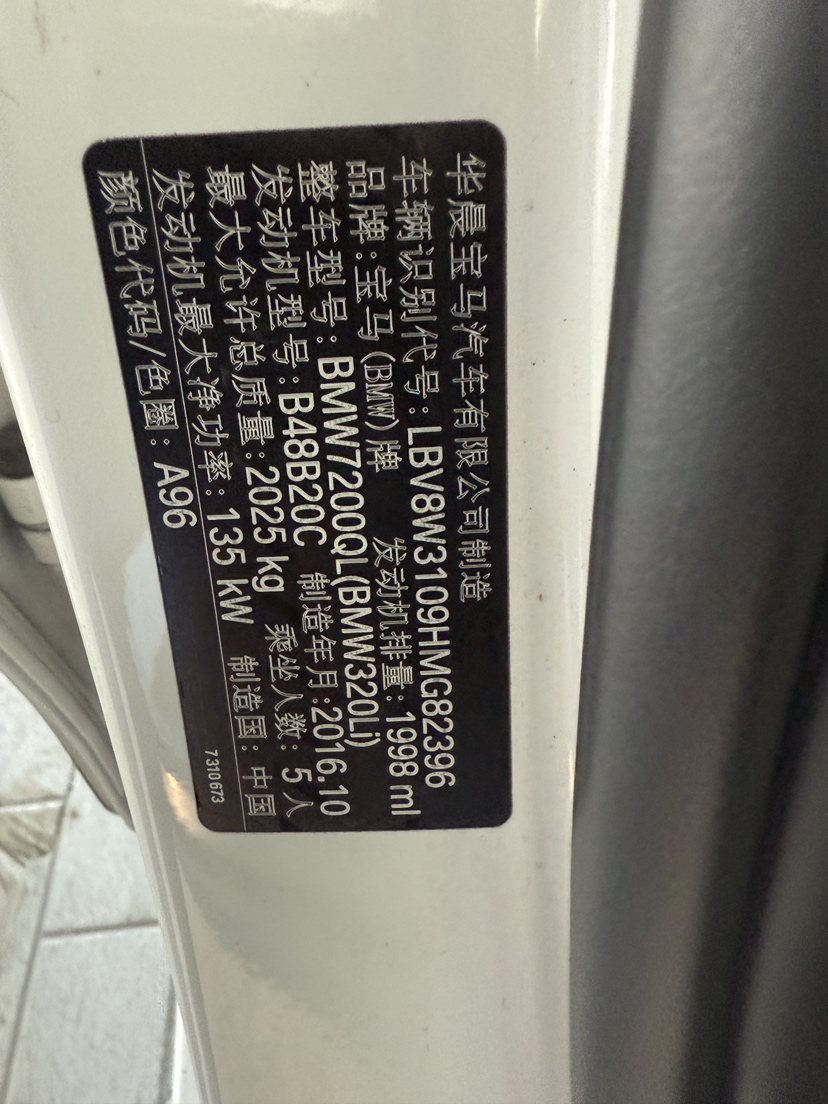 华晨宝马汽车有限公司制造
车辆识别代号:LBV8W3109HMG82396
品牌:宝马(BMW)牌 发动机排量:1998 ml
整车型号:BMW7200QL(BMW320Li)
发动机型号:B48B20C 制造年月:2016.10
最大允许总质量:2025 kg 乘坐人数:5人
发动机最大净功率:135 kW 制造国:中国
颜色代码/色圈:A96
7310673